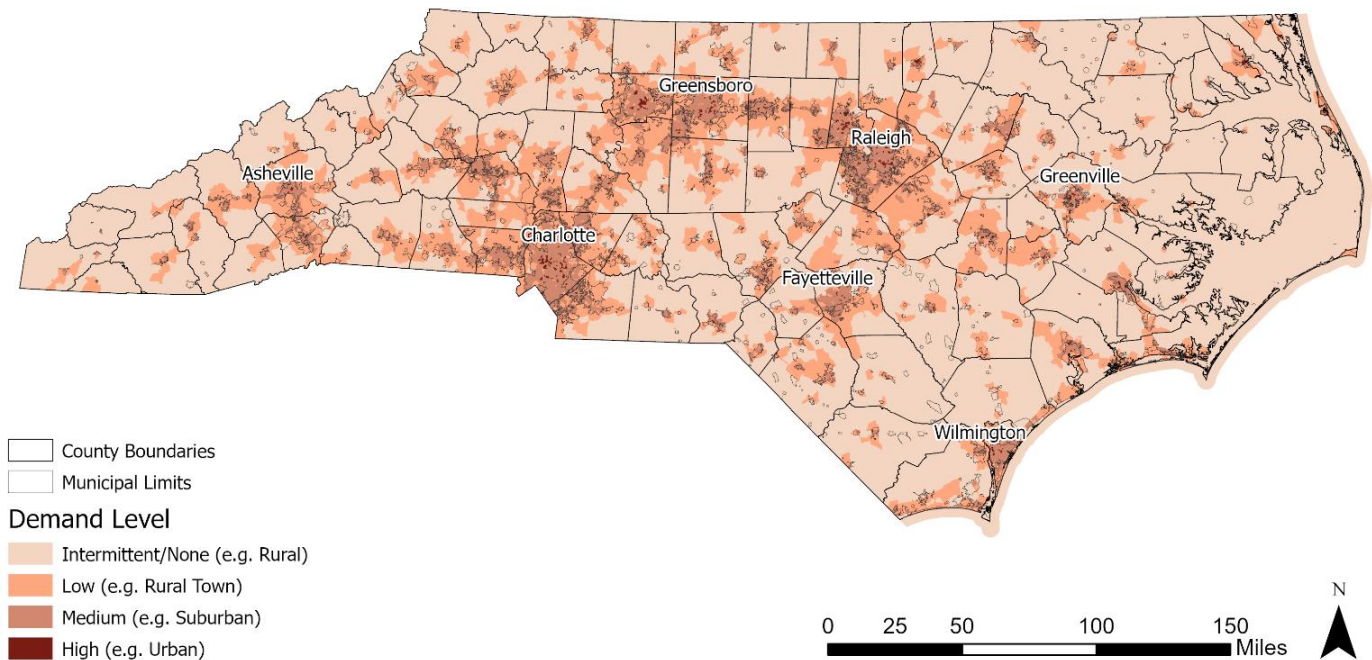 Greensboro
Raleigh
Asheville
Greenville
Charlotte
Fayetteville
Wilmington
County Boundaries
Municipal Limits
Demand Level
Intermittent/None (e.g. Rural)
Low (e.g. Rural Town)
Medium (e.g. Suburban)
High (e.g. Urban)
N
0 25 50 100 150
Miles